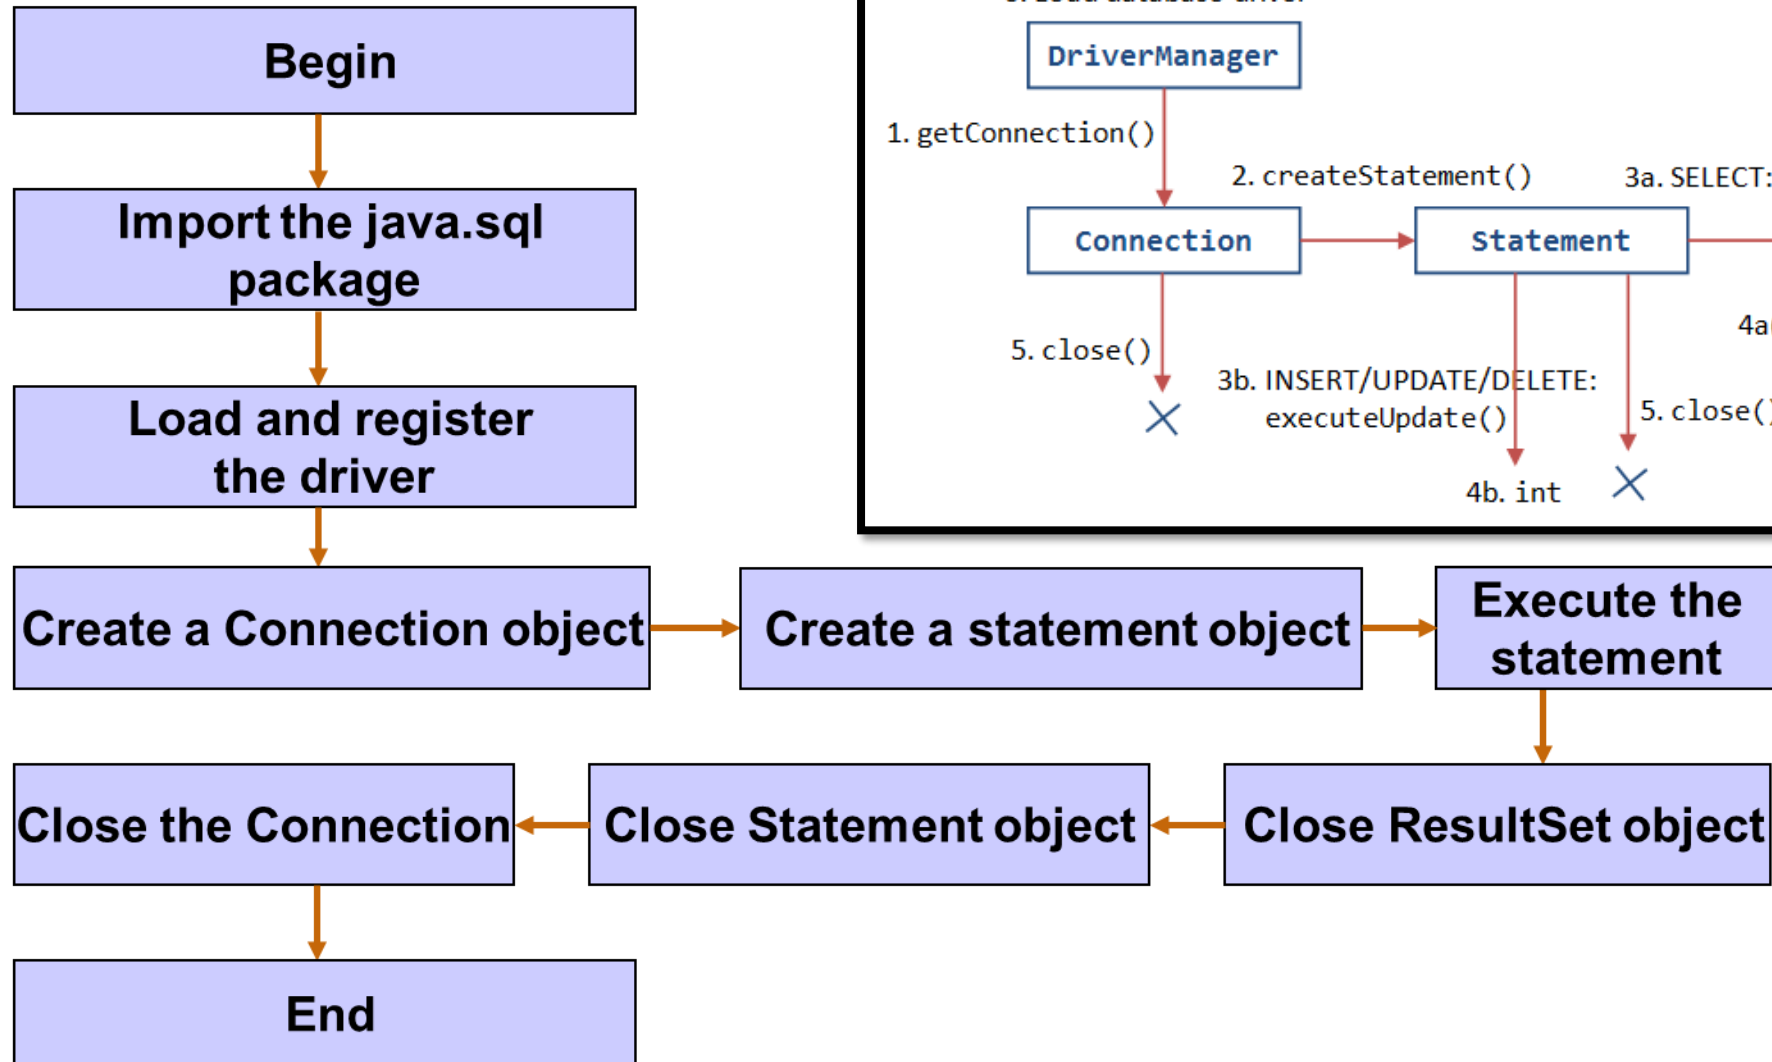 Begin
Import the java.sql
package
Load and register
the driver
Create a Connection object
Create a statement object
Execute the
statement
Close ResultSet object
Close Statement object
Close the Connection
End
DriverManager
1. getConnection()
2. createStatement()
3a. SELECT:
Connection
Statement
5. close()
3b. INSERT/UPDATE/DELETE:
executeUpdate()
4b. int
5. close()